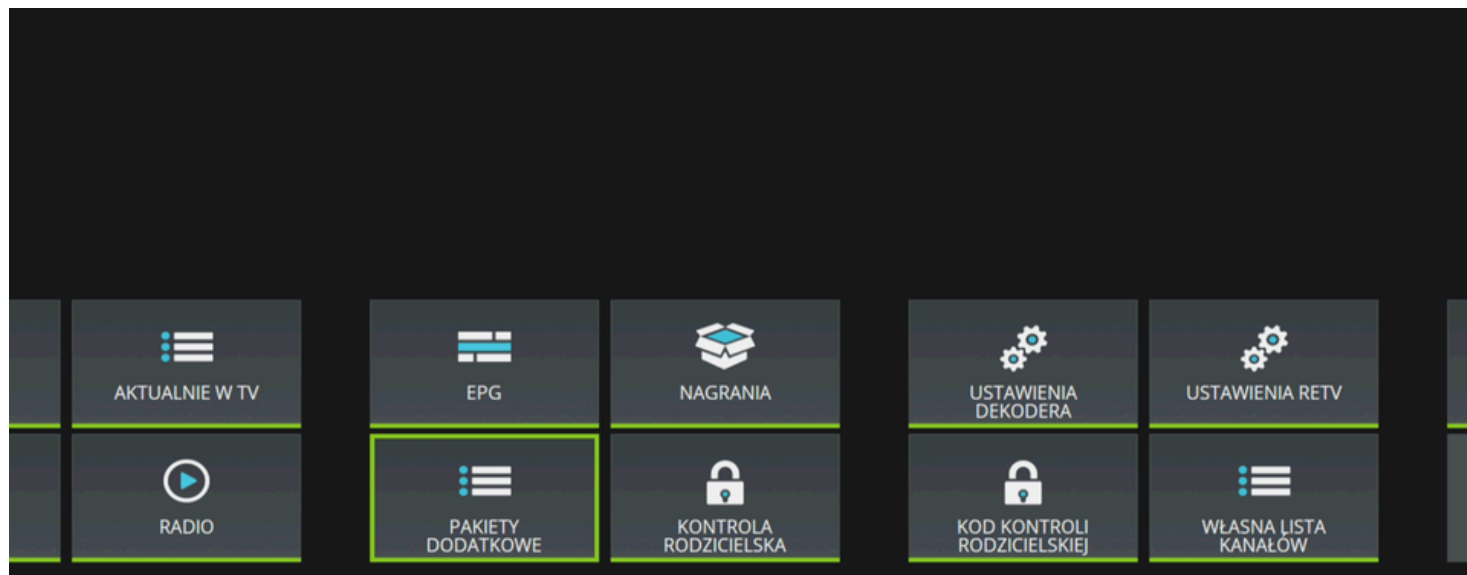 AKTUALNIE W TV
EPG
NAGRANIA
USTAWIENIA
DEKODERA
USTAWIENIA RETV
RADIO
PAKIETY
DODATKOWE
KONTROLA
RODZICIELSKA
KOD KONTROLI
RODZICIELSKIEJ
WŁASNA LISTA
KANAŁÓW